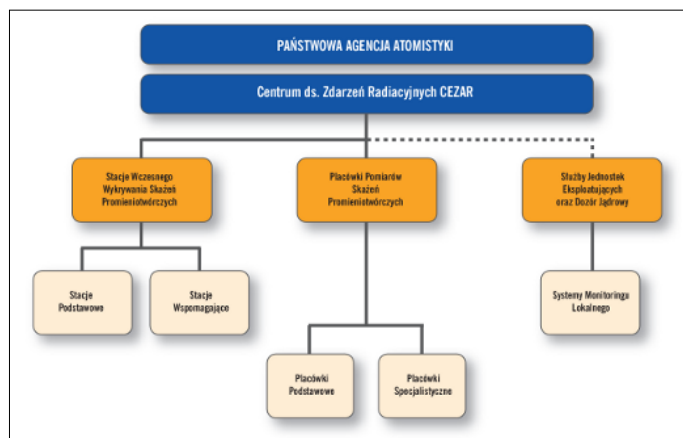 PAŃSTWOWA AGENCJA ATOMISTYKI
Centrum ds. Zdarzeń Radiacyjnych CEZAR
Stacje Wczesnego
Wykrywania Skażeń
Promieniotwórczych
Placówki Pomiarów
Skażeń
Promieniotwórczych
Służby Jednostek
Eksploatujących
oraz Dozór Jądrowy
Stacje
Podstawowe
Stacje
Wspomagające
Systemy Monitoringu
Lokalnego
Placówki
Podstawowe
Placówki
Specjalistyczne